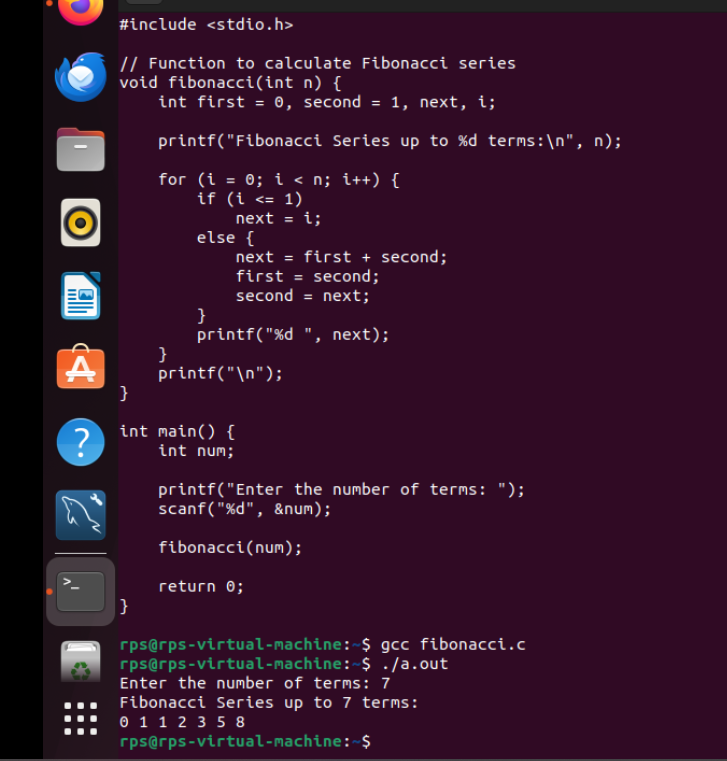 #include <stdio.h>

// Function to calculate Fibonacci series
void fibonacci(int n) {
    int first = 0, second = 1, next, i;

    printf("Fibonacci Series up to %d terms:\n", n);

    for (i = 0; i < n; i++) {
        if (i <= 1)
            next = i;
        else {
            next = first + second;
            first = second;
            second = next;
        }
        printf("%d ", next);
    }
    printf("\n");
}

int main() {
    int num;

    printf("Enter the number of terms: ");
    scanf("%d", &num);

    fibonacci(num);

    return 0;
}

rps@rps-virtual-machine:~$ gcc fibonacci.c
rps@rps-virtual-machine:~$ ./a.out
Enter the number of terms: 7
Fibonacci Series up to 7 terms:
0 1 1 2 3 5 8
rps@rps-virtual-machine:~$